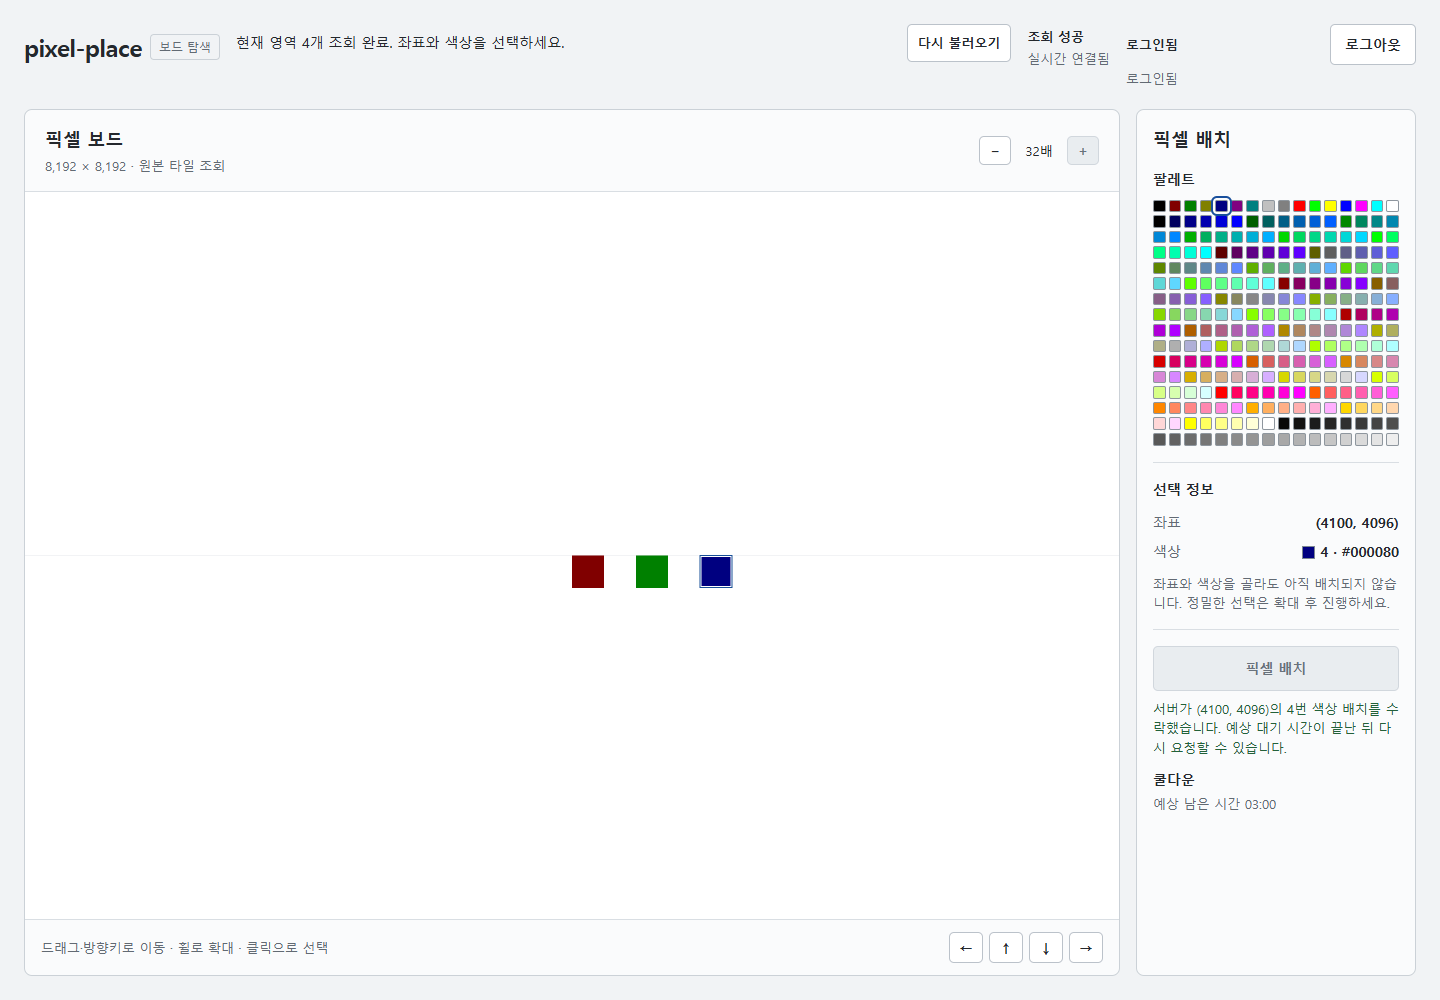 pixel-place
보드 탐색
현재 영역 4개 조회 완료. 좌표와 색상을 선택하세요.
다시 불러오기
조회 성공
실시간 연결됨
로그인됨
로그인됨
로그아웃
픽셀 보드
8,192 × 8,192 · 원본 타일 조회
−
32배
+
드래그·방향키로 이동 · 휠로 확대 · 클릭으로 선택
← ↑ ↓ →
픽셀 배치
팔레트
선택 정보
좌표 (4100, 4096)
색상 4 · #000080
좌표와 색상을 골라도 아직 배치되지 않습
니다. 정밀한 선택은 확대 후 진행하세요.
픽셀 배치
서버가 (4100, 4096)의 4번 색상 배치를 수
락했습니다. 예상 대기 시간이 끝난 뒤 다
시 요청할 수 있습니다.
쿨다운
예상 남은 시간 03:00